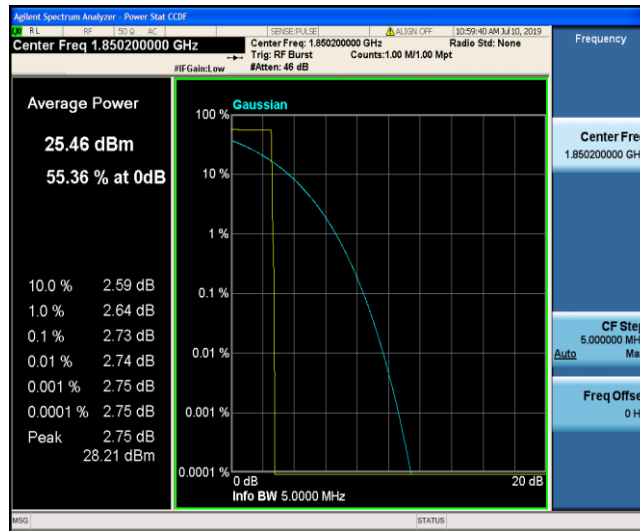 Agilent Spectrum Analyzer - Power Stat CCDF
RL RF 50 Ω AC SENSE:PULSE ALIGN OFF 10:59:40 AM Jul 10, 2019
Center Freq 1.850200000 GHz
Center Freq: 1.850200000 GHz Radio Std: None
Trig: RF Burst Counts:1.00 M/1.00 Mpt
#IFGain:Low #Atten: 46 dB
Frequency
Average Power
25.46 dBm
55.36 % at 0dB
10.0 % 2.59 dB
1.0 % 2.64 dB
0.1 % 2.73 dB
0.01 % 2.74 dB
0.001 % 2.75 dB
0.0001 % 2.75 dB
Peak 2.75 dB
28.21 dBm
Gaussian
100 %
10 %
1 %
0.1 %
0.01 %
0.001 %
0.0001 %
0 dB 20 dB
Info BW 5.0000 MHz
Center Fre
1.850200000 GH
CF Step
5.000000 MH
Auto Ma
Freq Offse
0 H
MSG STATUS